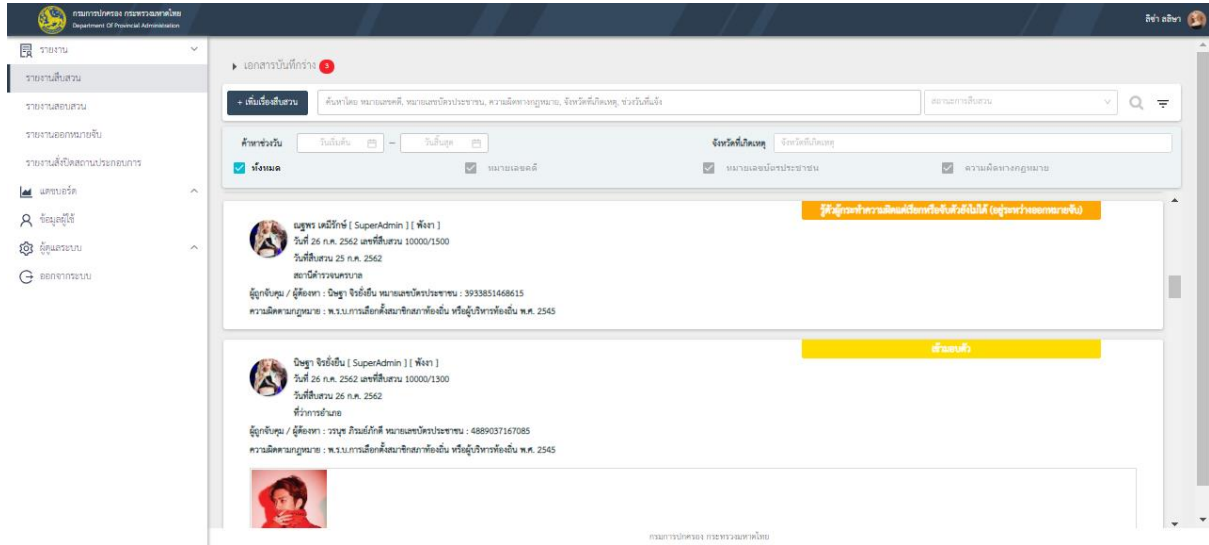 กรมการปกครอง กระทรวงมหาดไทย
Department Of Provincial Administration
ลิซ่า ลลิษา
รายงาน
รายงานสืบสวน
รายงานสอบสวน
รายงานออกหมายจับ
รายงานสั่งปิดสถานประกอบการ
แดชบอร์ด
ข้อมูลผู้ใช้
ผู้ดูแลระบบ
ออกจากระบบ
เอกสารบันทึกร่าง 3
+ เพิ่มเรื่องสืบสวน
ค้นหาโดย หมายเลขคดี, หมายเลขบัตรประชาชน, ความผิดทางกฎหมาย, จังหวัดที่เกิดเหตุ, ช่วงวันที่แจ้ง
สถานะการสืบสวน
ค้าหาช่วงวัน วันเริ่มต้น – วันสิ้นสุด
จังหวัดที่เกิดเหตุ จังหวัดที่เกิดเหตุ
ทั้งหมด หมายเลขคดี หมายเลขบัตรประชาชน ความผิดทางกฎหมาย
รู้ตัวผู้กระทำความผิดแต่เรียกหรือจับตัวยังไม่ได้ (อยู่ระหว่างออกหมายจับ)
ณฐพร เตมีรักษ์ [ SuperAdmin ] [ พังงา ]
วันที่ 26 ก.ค. 2562 เลขที่สืบสวน 10000/1500
วันที่สืบสวน 25 ก.ค. 2562
สถานีตำรวจนครบาล
ผู้ถูกจับคุม / ผู้ต้องหา : นิษฐา จิรยั่งยืน หมายเลขบัตรประชาชน : 3933851468615
ความผิดตามกฎหมาย : พ.ร.บ.การเลือกตั้งสมาชิกสภาท้องถิ่น หรือผู้บริหารท้องถิ่น พ.ศ. 2545
เข้ามอบตัว
นิษฐา จิรยั่งยืน [ SuperAdmin ] [ พังงา ]
วันที่ 26 ก.ค. 2562 เลขที่สืบสวน 10000/1300
วันที่สืบสวน 26 ก.ค. 2562
ที่ว่าการอำเภอ
ผู้ถูกจับคุม / ผู้ต้องหา : วรนุช ภิรมย์ภักดี หมายเลขบัตรประชาชน : 4889037167085
ความผิดตามกฎหมาย : พ.ร.บ.การเลือกตั้งสมาชิกสภาท้องถิ่น หรือผู้บริหารท้องถิ่น พ.ศ. 2545
กรมการปกครอง กระทรวงมหาดไทย